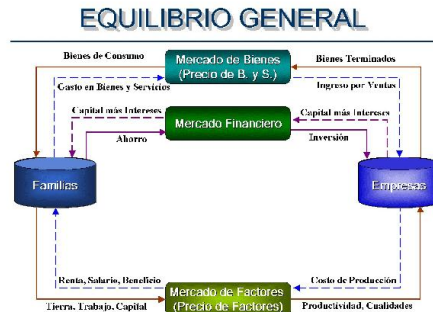 EQUILIBRIO GENERAL
Bienes de Consumo
Mercado de Bienes
(Precio de B. y S.)
Bienes Terminados
Gasto en Bienes y Servicios
Ingreso por Ventas
Capital más Intereses
Mercado Financiero
Capital más Intereses
Ahorro
Inversión
Familias
Empresas
Renta, Salario, Beneficio
Costo de Producción
Mercado de Factores
(Precio de Factores)
Tierra, Trabajo, Capital
Productividad, Cualidades